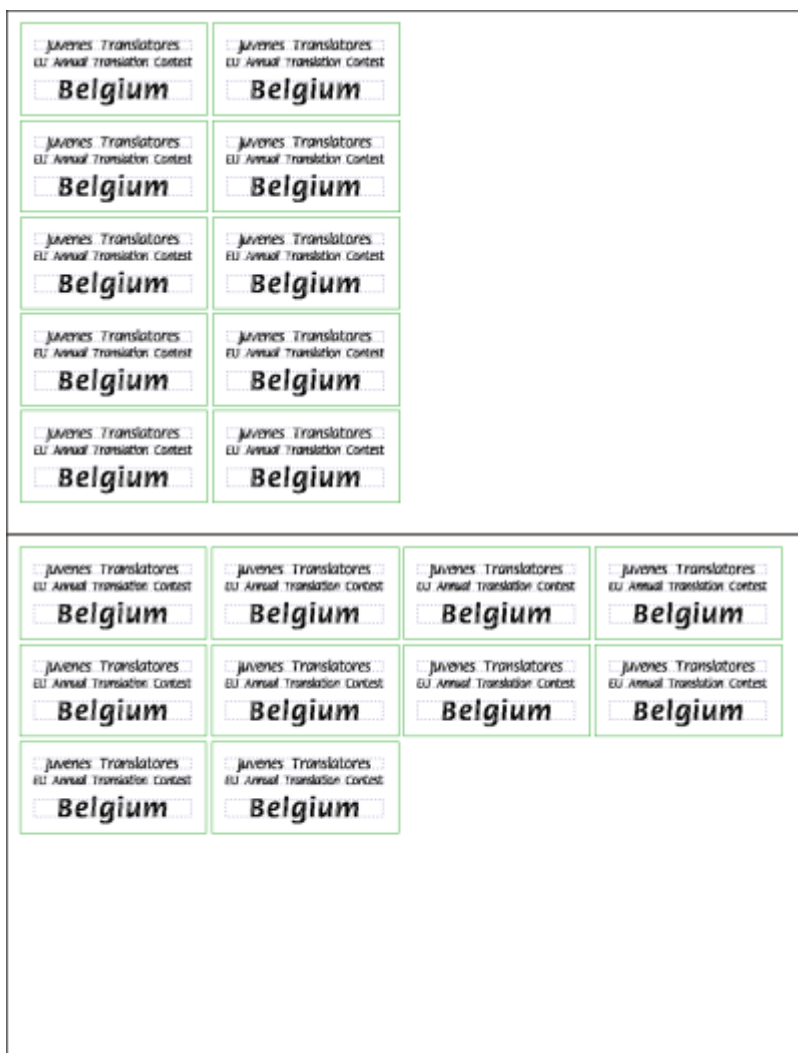 Juvenes Translatores
EU Annual Translation Contest
Belgium
Juvenes Translatores
EU Annual Translation Contest
Belgium
Juvenes Translatores
EU Annual Translation Contest
Belgium
Juvenes Translatores
EU Annual Translation Contest
Belgium
Juvenes Translatores
EU Annual Translation Contest
Belgium
Juvenes Translatores
EU Annual Translation Contest
Belgium
Juvenes Translatores
EU Annual Translation Contest
Belgium
Juvenes Translatores
EU Annual Translation Contest
Belgium
Juvenes Translatores
EU Annual Translation Contest
Belgium
Juvenes Translatores
EU Annual Translation Contest
Belgium
Juvenes Translatores
EU Annual Translation Contest
Belgium
Juvenes Translatores
EU Annual Translation Contest
Belgium
Juvenes Translatores
EU Annual Translation Contest
Belgium
Juvenes Translatores
EU Annual Translation Contest
Belgium
Juvenes Translatores
EU Annual Translation Contest
Belgium
Juvenes Translatores
EU Annual Translation Contest
Belgium
Juvenes Translatores
EU Annual Translation Contest
Belgium
Juvenes Translatores
EU Annual Translation Contest
Belgium
Juvenes Translatores
EU Annual Translation Contest
Belgium
Juvenes Translatores
EU Annual Translation Contest
Belgium